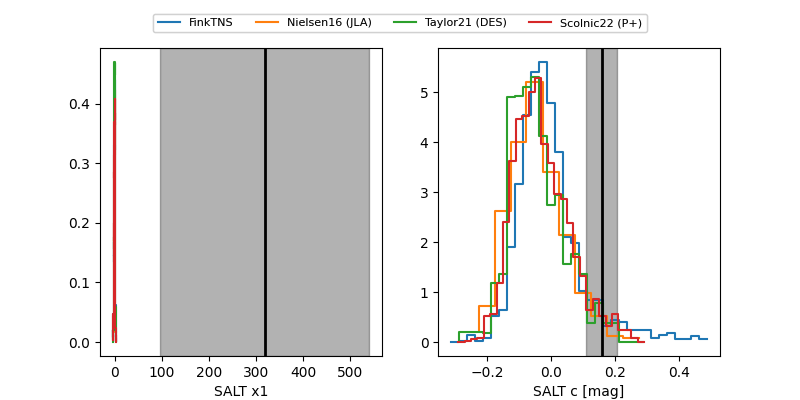 FinkTNS Nielsen16 (JLA) Taylor21 (DES) Scolnic22 (P+)
0.4
0.3
0.2
0.1
0.0
0 100 200 300 400 500
SALT x1
5
4
3
2
1
0
−0.2 0.0 0.2 0.4
SALT c [mag]